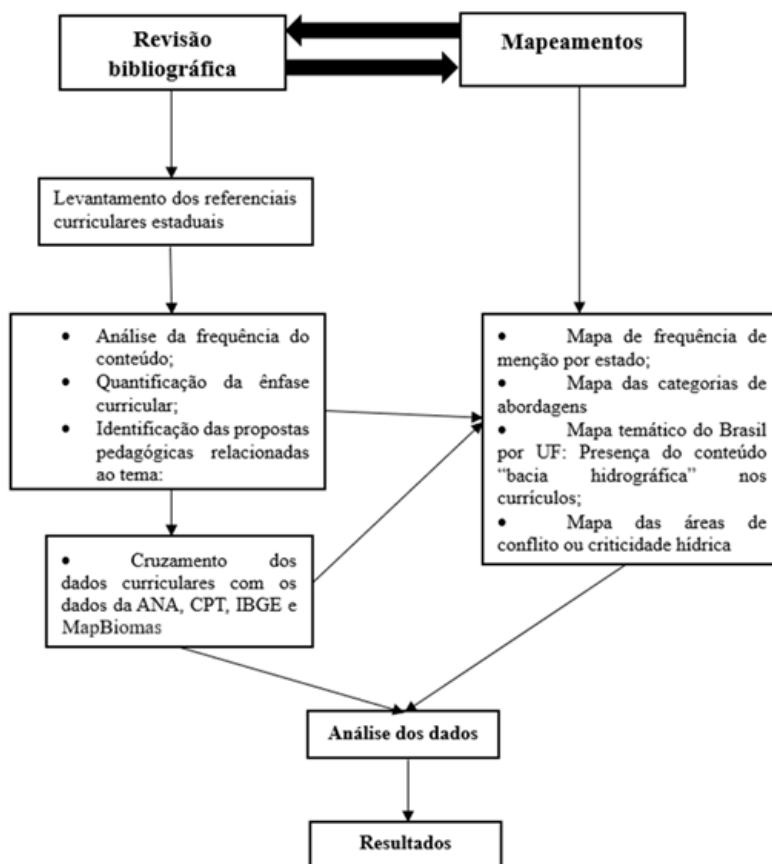 Revisão
bibliográfica
Mapeamentos
Levantamento dos referenciais
curriculares estaduais
• Análise da frequência do
conteúdo;
• Quantificação da ênfase
curricular;
• Identificação das propostas
pedagógicas relacionadas
ao tema:
• Mapa de frequência de
menção por estado;
• Mapa das categorias de
abordagens
• Mapa temático do Brasil
por UF: Presença do conteúdo
“bacia hidrográfica” nos
currículos;
• Mapa das áreas de
conflito ou criticidade hídrica
• Cruzamento dos
dados curriculares com os
dados da ANA, CPT, IBGE e
MapBiomas
Análise dos dados
Resultados